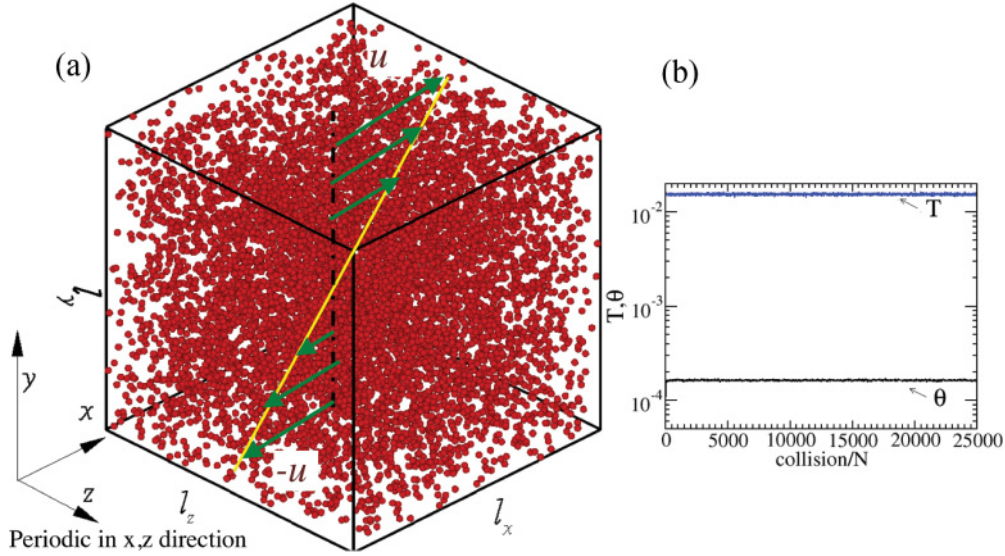 (a)
u
l_y
-u
y
x
z
l_z
l_x
Periodic in x,z direction
(b)
10^-2
10^-3
10^-4
T
θ
T,θ
0 5000 10000 15000 20000 25000
collision/N